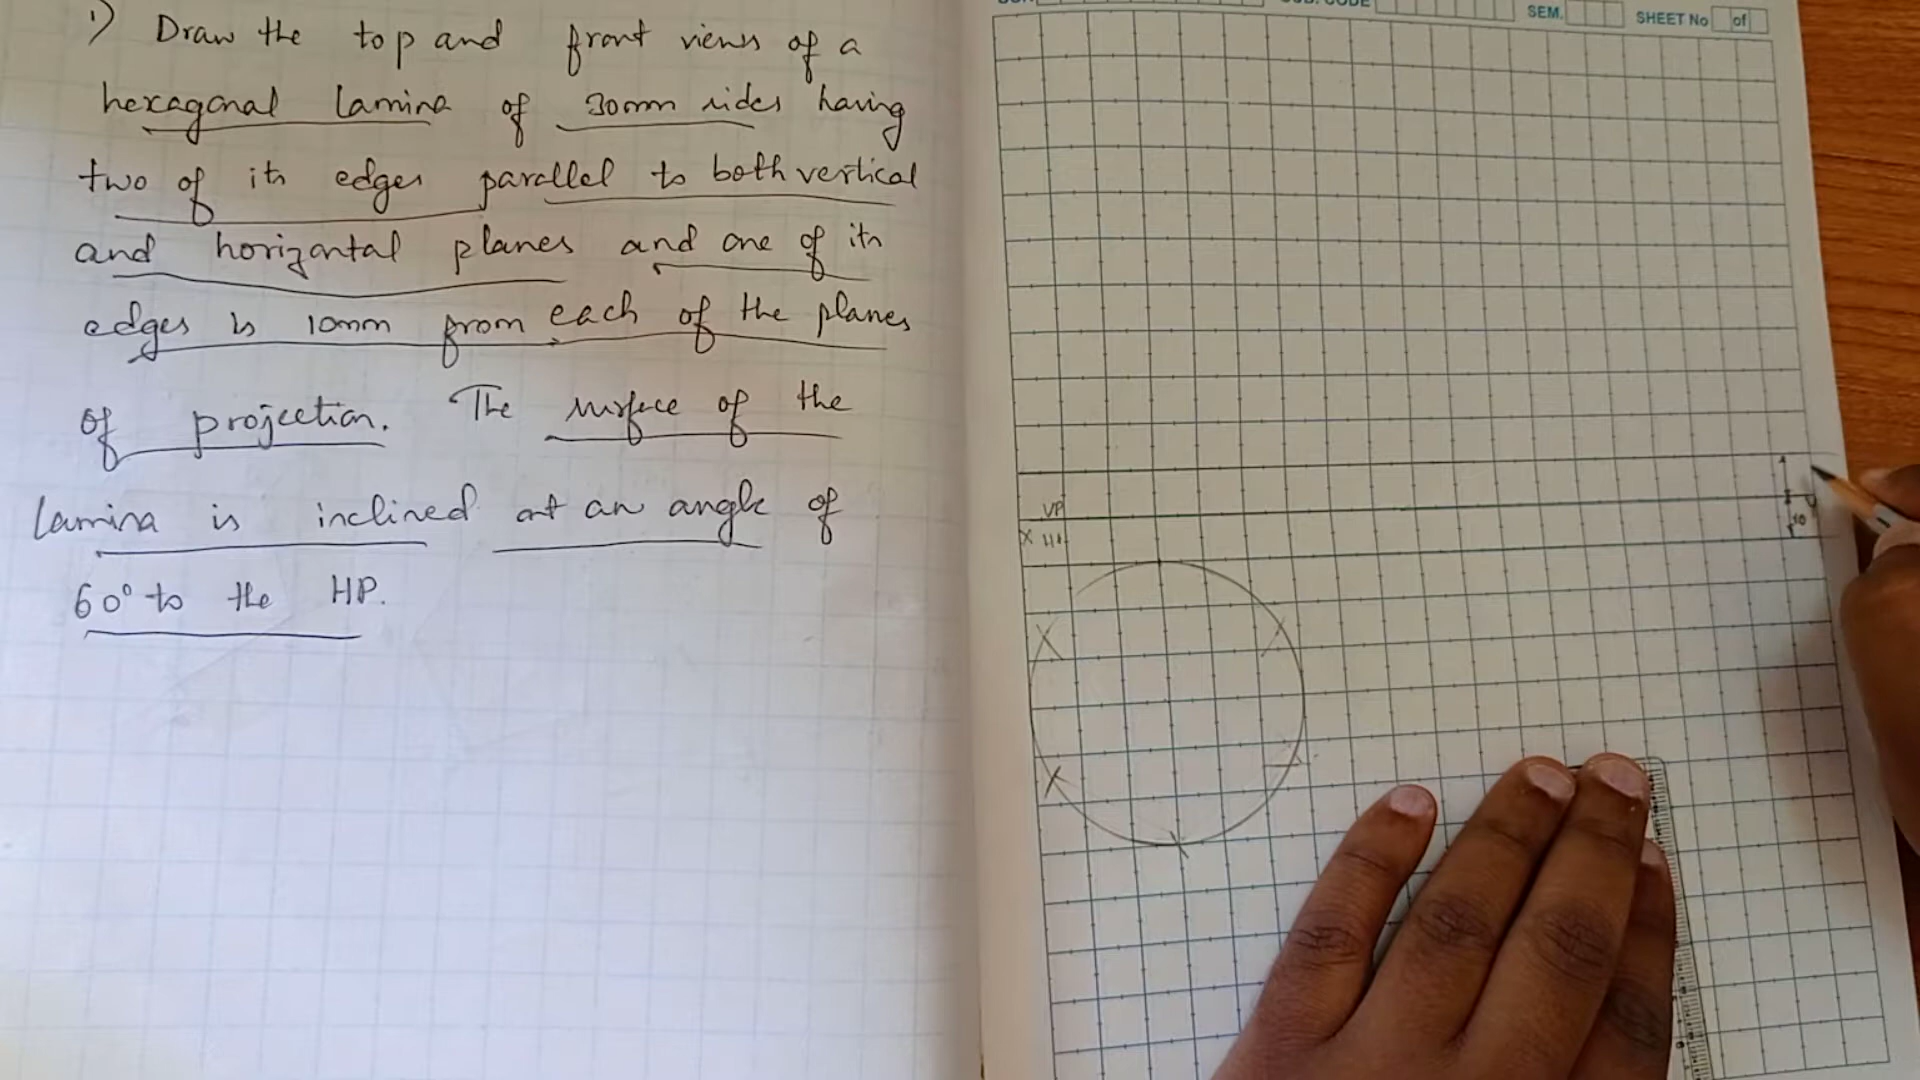 1) Draw the top and front views of a
hexagonal lamina of 30mm sides having
two of its edges parallel to both vertical
and horizontal planes and one of its
edges is 10mm from each of the planes
of projection. The surface of the
lamina is inclined at an angle of
60° to the HP.
SUB. CODE
SEM.
SHEET No of
VP
X HP
10